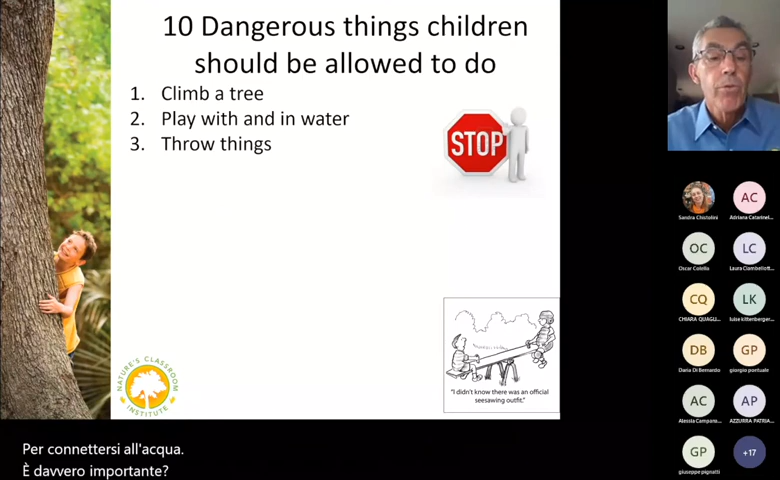 10 Dangerous things children
should be allowed to do
1. Climb a tree
2. Play with and in water
3. Throw things
STOP
NATURE'S CLASSROOM
INSTITUTE
"I didn't know there was an official
seesawing outfit."
Per connettersi all'acqua.
È davvero importante?
Sandra Chistolini
AC
Adriana Catarinel...
OC
Oscar Colella
LC
Laura Ciambellott...
CQ
CHIARA QUAGLI...
LK
luise kittenberger...
DB
Daria Di Bernardo
GP
giorgio pontuale
AC
Alessia Campana...
AP
AZZURRA PATRIA...
GP
giuseppe pignatti
+17